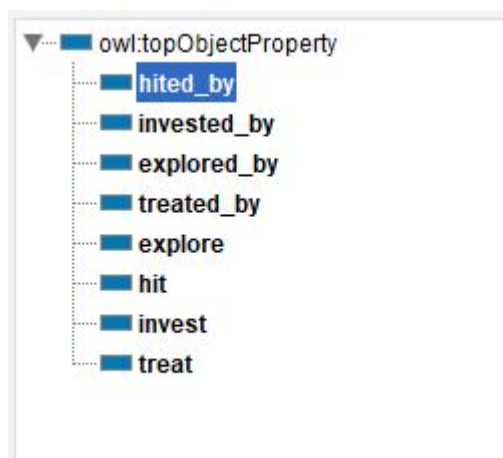 owl:topObjectProperty
hited_by
invested_by
explored_by
treated_by
explore
hit
invest
treat